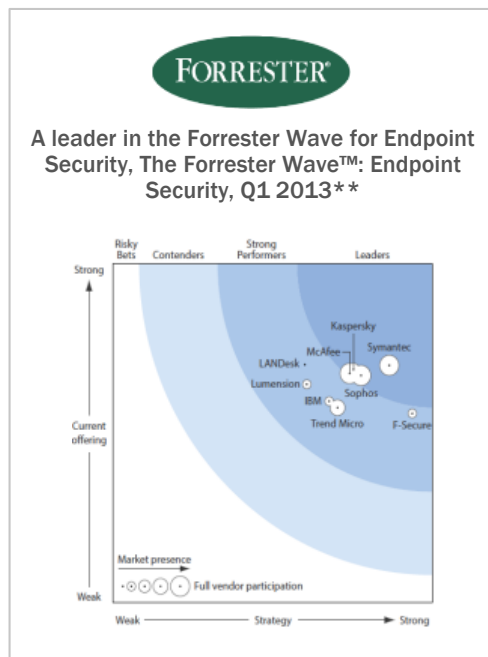 FORRESTER®
A leader in the Forrester Wave for Endpoint
Security, The Forrester Wave™: Endpoint
Security, Q1 2013**
Risky
Bets
Contenders
Strong
Performers
Leaders
Strong
Kaspersky
McAfee
Symantec
LANDesk
Lumension
Sophos
IBM
Trend Micro
F-Secure
Current
offering
Market presence
Full vendor participation
Weak
Weak
Strategy
Strong